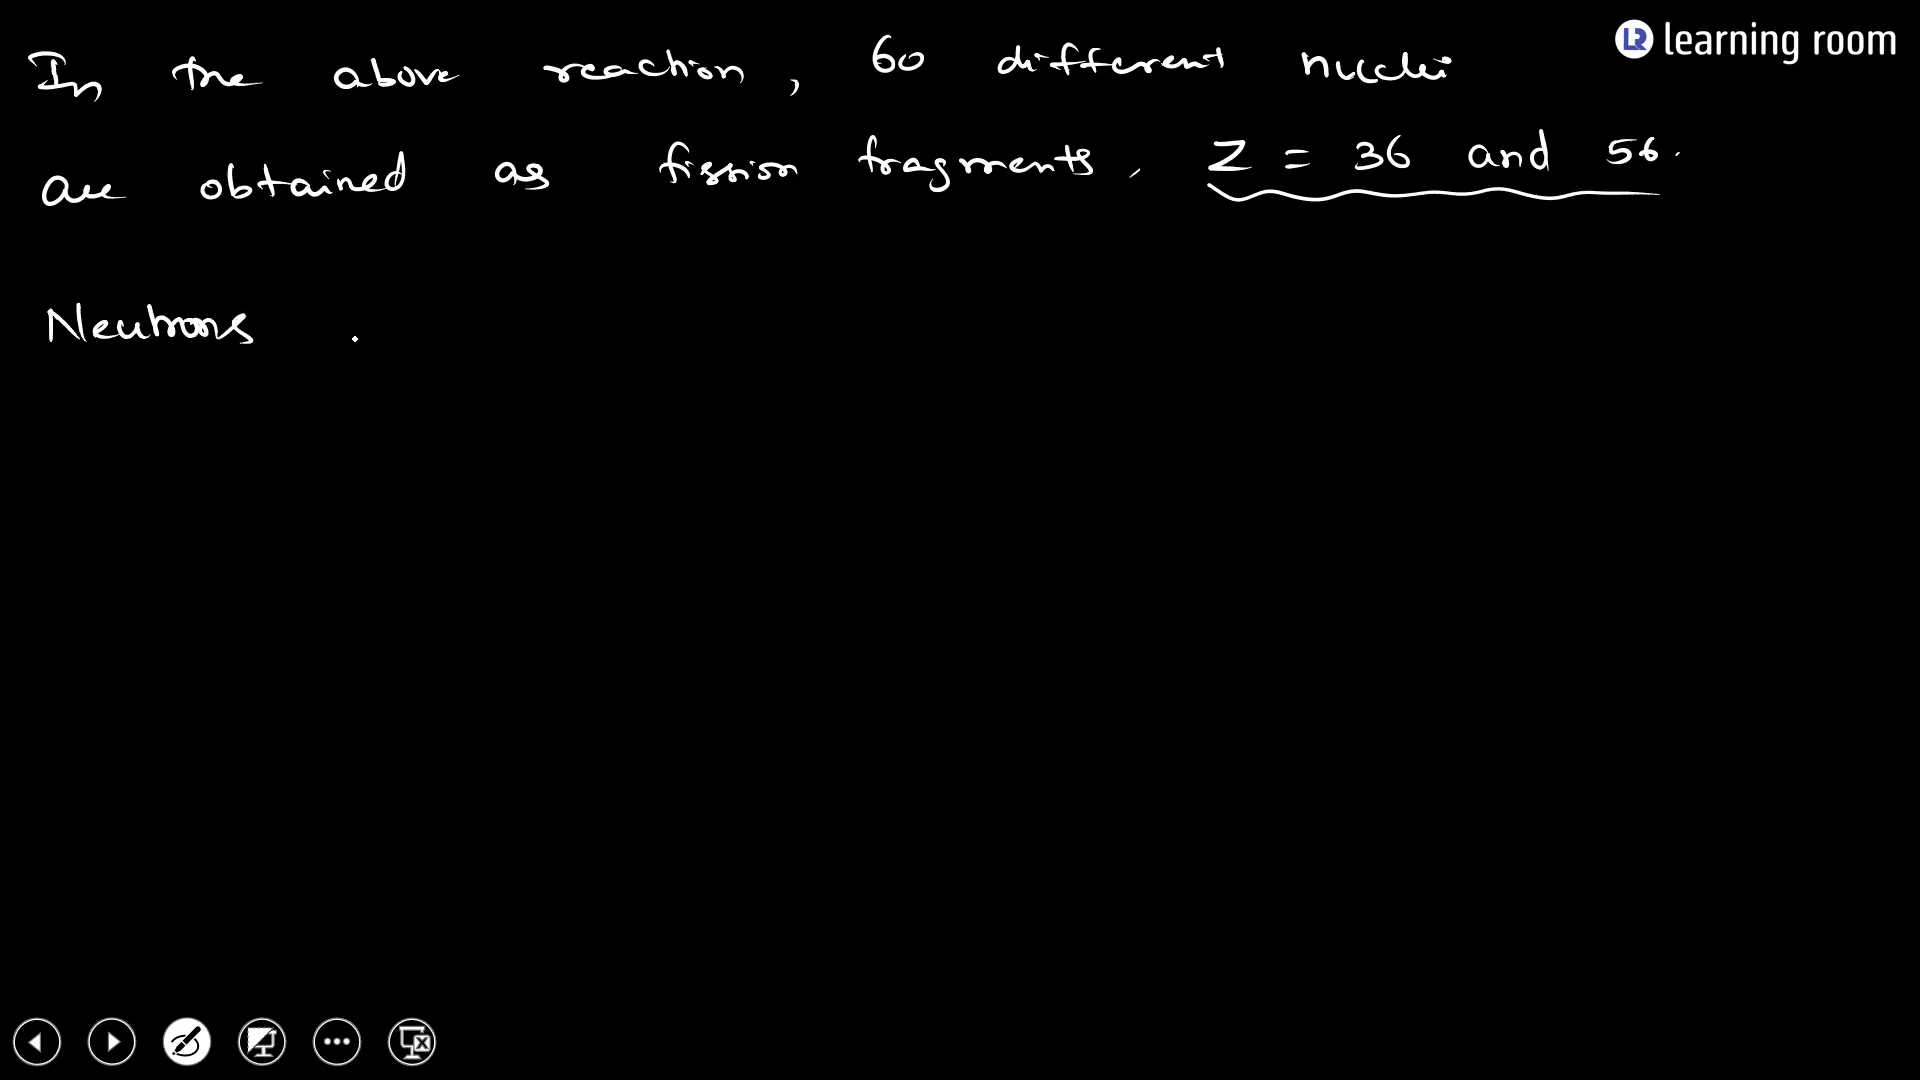 learning room
In the above reaction, 60 different nuclei
are obtained as fission fragments, Z = 36 and 56.
Neutrons